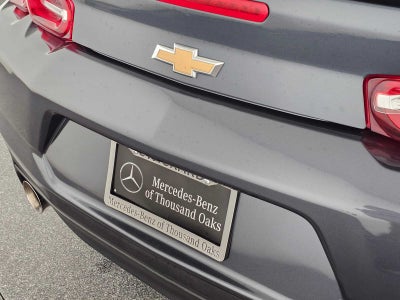 Mercedes-Benz
of Thousand Oaks
Mercedes-Benz of Thousand Oaks